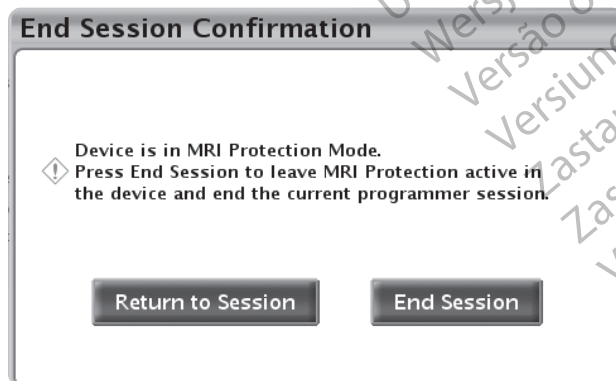 End Session Confirmation
Device is in MRI Protection Mode.
Press End Session to leave MRI Protection active in
the device and end the current programmer session.
Return to Session
End Session
Versão